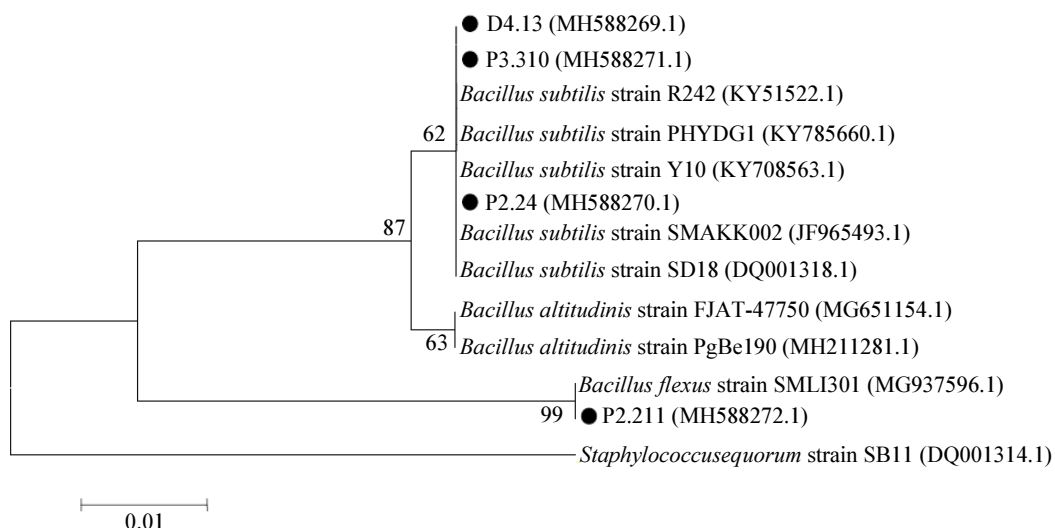 D4.13 (MH588269.1)
P3.310 (MH588271.1)
Bacillus subtilis strain R242 (KY51522.1)
62
Bacillus subtilis strain PHYDG1 (KY785660.1)
Bacillus subtilis strain Y10 (KY708563.1)
P2.24 (MH588270.1)
87
Bacillus subtilis strain SMAKK002 (JF965493.1)
Bacillus subtilis strain SD18 (DQ001318.1)
Bacillus altitudinis strain FJAT-47750 (MG651154.1)
63
Bacillus altitudinis strain PgBe190 (MH211281.1)
Bacillus flexus strain SMLI301 (MG937596.1)
99
P2.211 (MH588272.1)
Staphylococcusequorum strain SB11 (DQ001314.1)
0.01